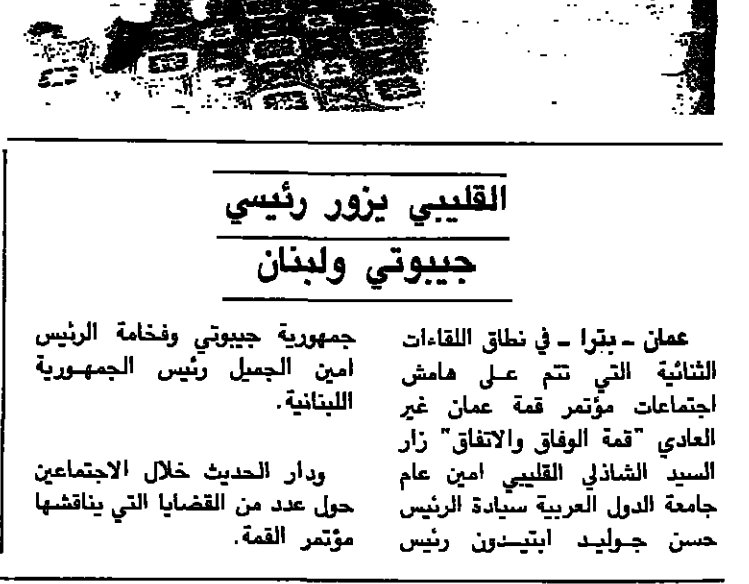 القليبي يزور رئيسي
جيبوتي ولبنان
عمان ـ بترا ـ في نطاق اللقاءات
الثنائية التي تتم على هامش
اجتماعات مؤتمر قمة عمان غير
العادي "قمة الوفاق والاتفاق" زار
السيد الشاذلي القليبي امين عام
جامعة الدول العربية سيادة الرئيس
حسن جوليد ابتيدون رئيس
جمهورية جيبوتي وفخامة الرئيس
امين الجميل رئيس الجمهورية
اللبنانية.
ودار الحديث خلال الاجتماعين
حول عدد من القضايا التي يناقشها
مؤتمر القمة.